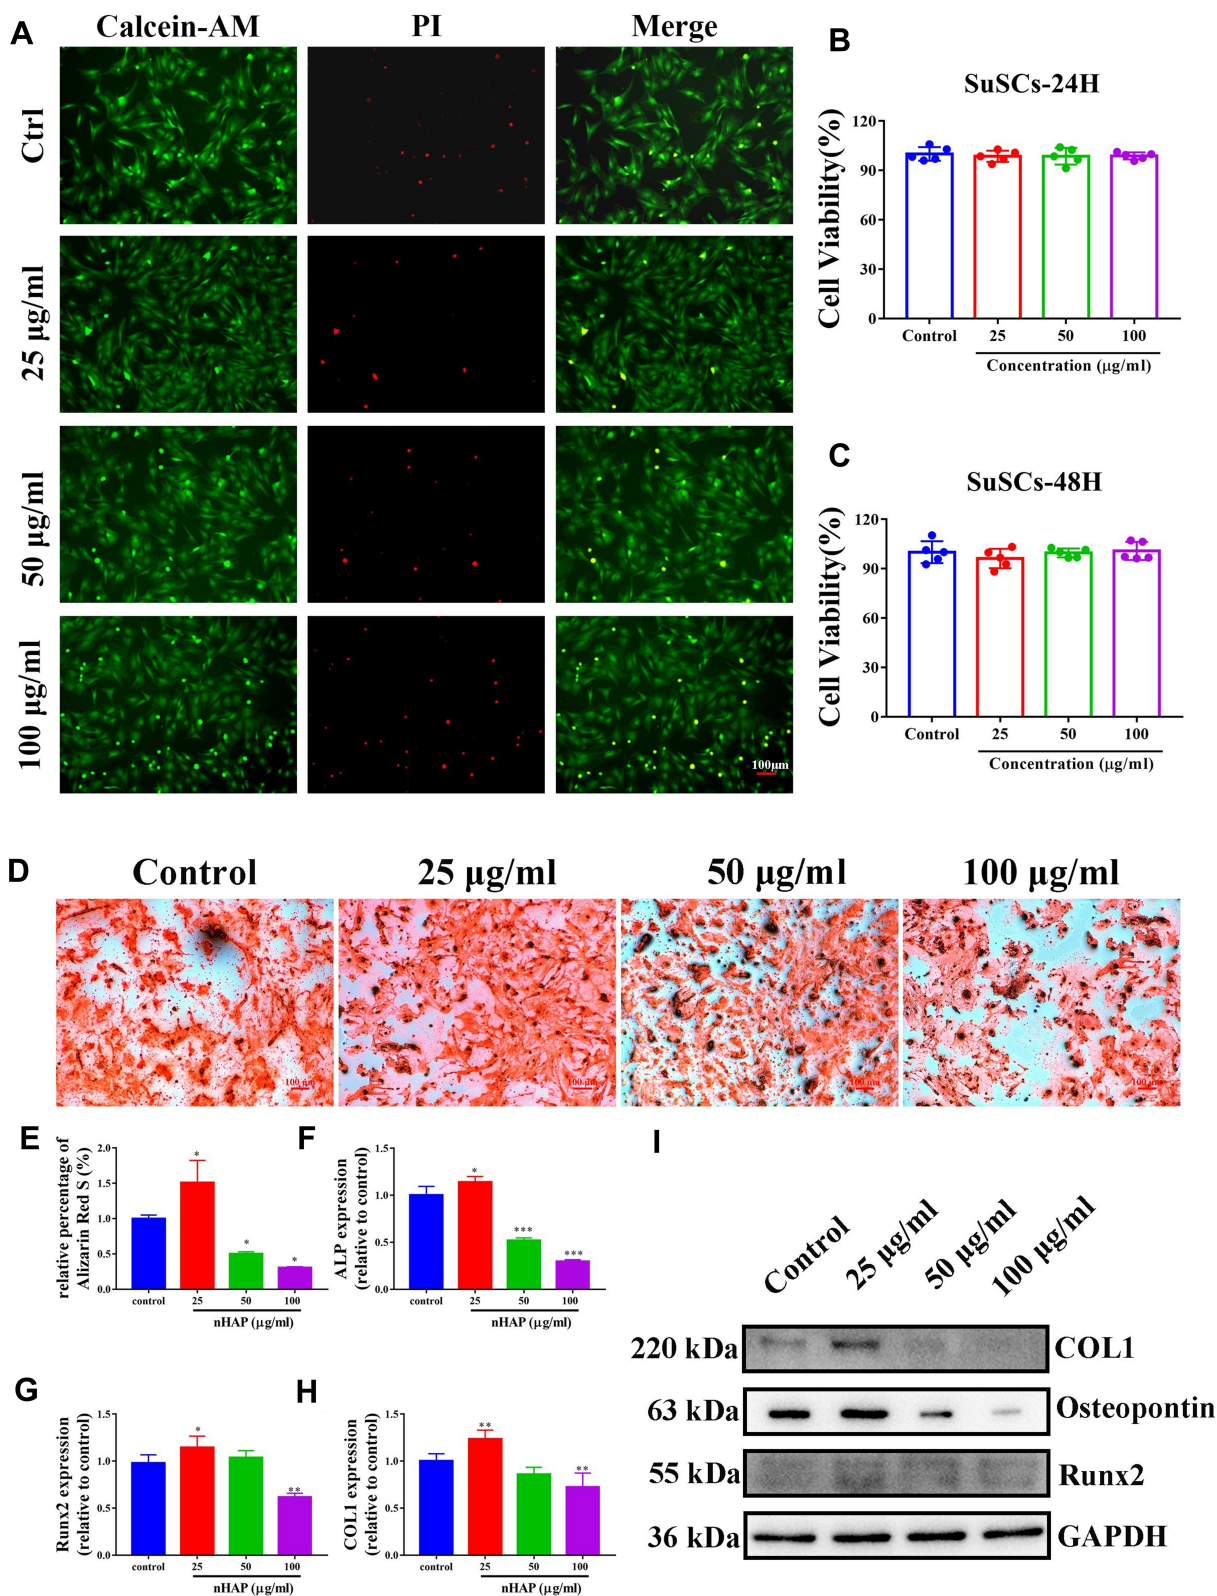 A
Calcein-AM
PI
Merge
Ctrl
25 µg/ml
50 µg/ml
100 µg/ml
100µm
B
SuSCs-24H
Cell Viability(%)
120
90
60
30
0
Control
25
50
100
Concentration (µg/ml)
C
SuSCs-48H
Cell Viability(%)
120
90
60
30
0
Control
25
50
100
Concentration (µg/ml)
D
Control
25 µg/ml
50 µg/ml
100 µg/ml
100 µm
100 µm
100 µm
100 µm
E
relative percentage of
Alizarin Red S (%)
2.0
1.5
1.0
0.5
0.0
*
*
*
control
25
50
100
nHAP (µg/ml)
F
ALP expression
(relative to control)
1.5
1.0
0.5
0.0
*
***
***
control
25
50
100
nHAP (µg/ml)
G
Runx2 expression
(relative to control)
1.5
1.0
0.5
0.0
*
**
control
25
50
100
nHAP (µg/ml)
H
COL1 expression
(relative to control)
1.5
1.0
0.5
0.0
**
**
control
25
50
100
nHAP (µg/ml)
I
Control
25 µg/ml
50 µg/ml
100 µg/ml
220 kDa
COL1
63 kDa
Osteopontin
55 kDa
Runx2
36 kDa
GAPDH